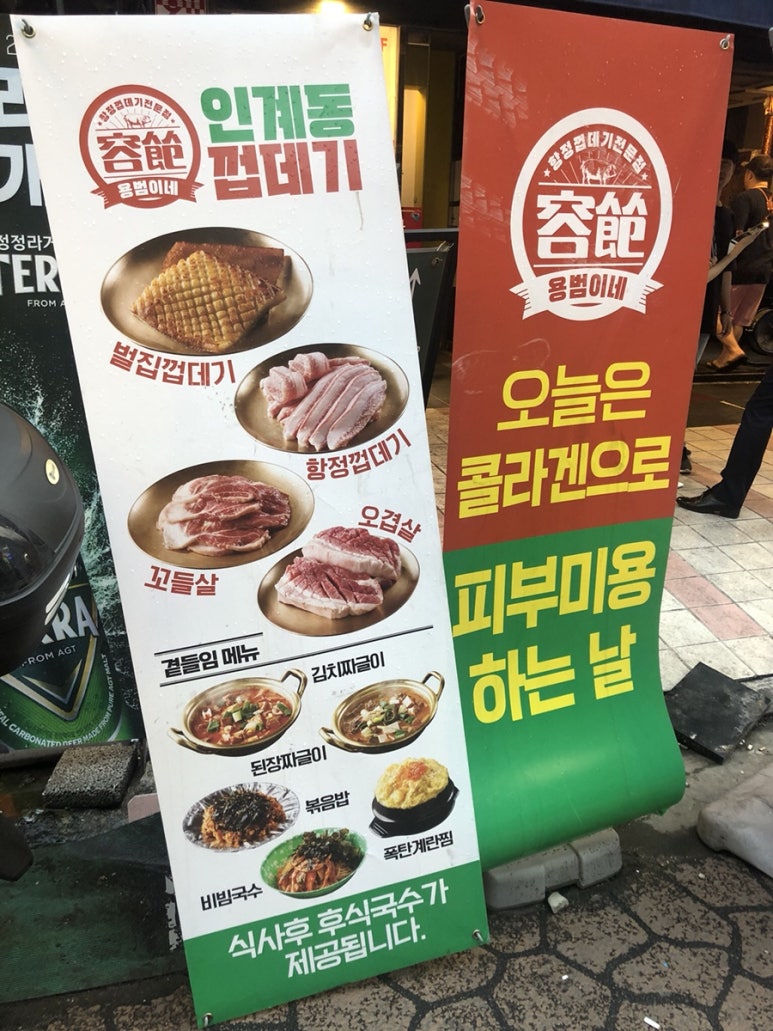 항정껍데기전문점
용범이네
인계동
껍데기
벌집껍데기
항정껍데기
꼬들살
오겹살
곁들임 메뉴
김치짜글이
된장짜글이
볶음밥
폭탄계란찜
비빔국수
식사후 후식국수가
제공됩니다.
항정껍데기전문점
용범이네
오늘은
콜라겐으로
피부미용
하는 날
FROM AGT